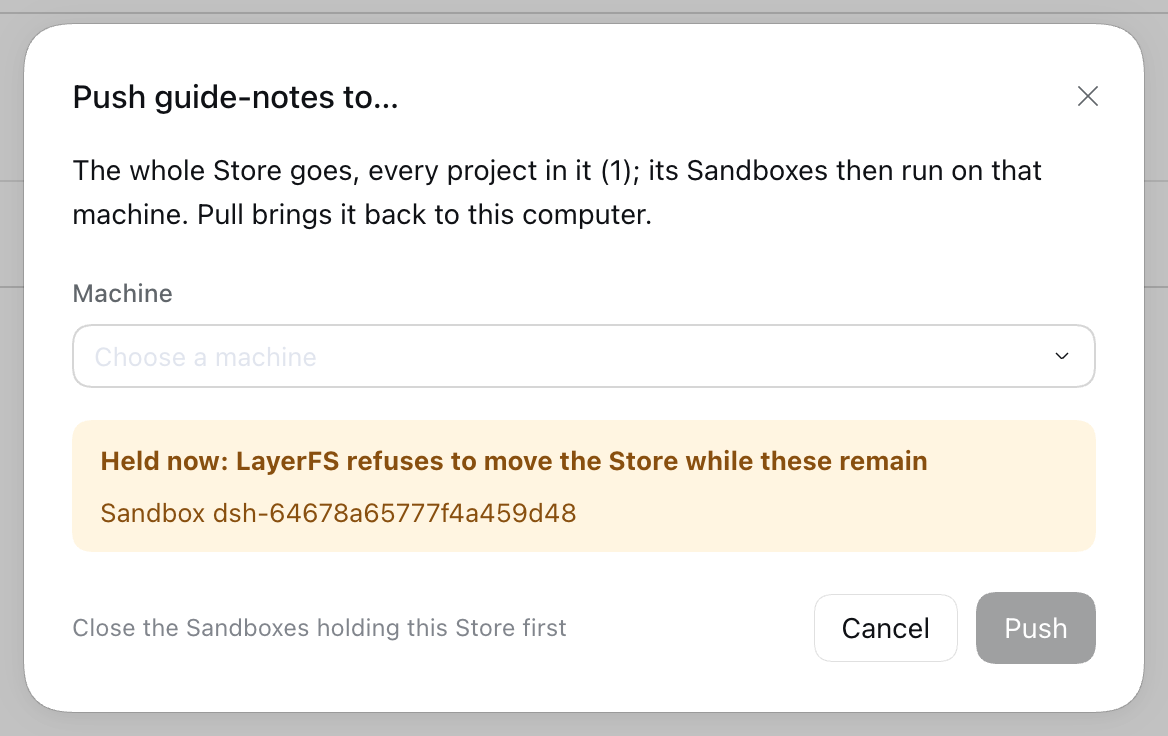 Push guide-notes to...
The whole Store goes, every project in it (1); its Sandboxes then run on that
machine. Pull brings it back to this computer.
Machine
Choose a machine
Held now: LayerFS refuses to move the Store while these remain
Sandbox dsh-64678a65777f4a459d48
Close the Sandboxes holding this Store first
Cancel
Push